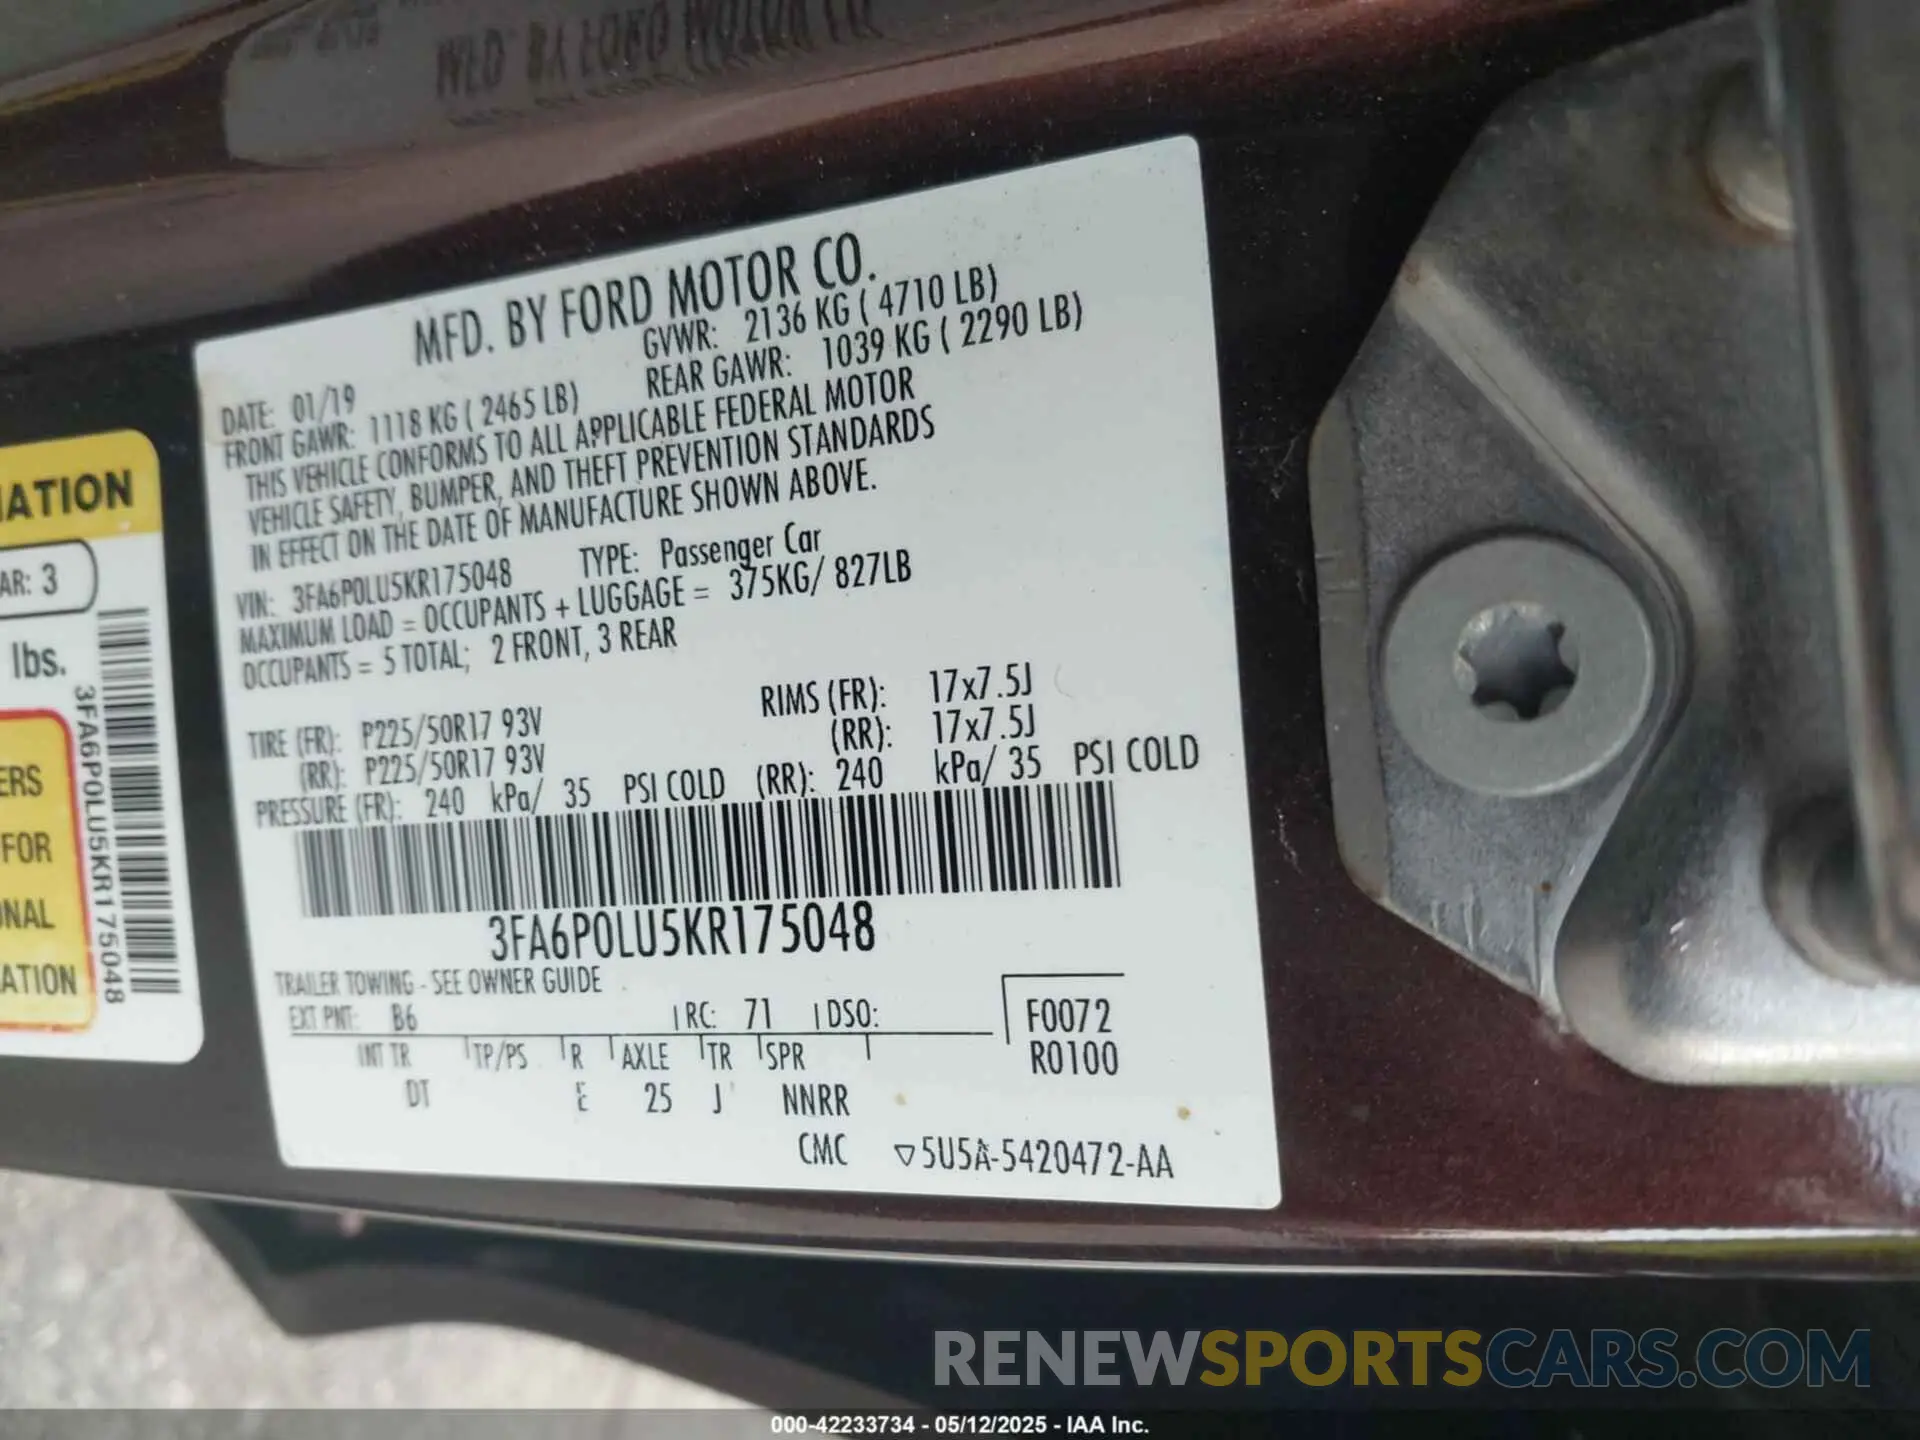 MFD. BY FORD MOTOR CO.
DATE: 01/19 GVWR: 2136 KG ( 4710 LB)
FRONT GAWR: 1118 KG ( 2465 LB) REAR GAWR: 1039 KG ( 2290 LB)
THIS VEHICLE CONFORMS TO ALL APPLICABLE FEDERAL MOTOR
VEHICLE SAFETY, BUMPER, AND THEFT PREVENTION STANDARDS
IN EFFECT ON THE DATE OF MANUFACTURE SHOWN ABOVE.
VIN: 3FA6P0LU5KR175048 TYPE: Passenger Car
MAXIMUM LOAD = OCCUPANTS + LUGGAGE = 375KG/ 827LB
OCCUPANTS = 5 TOTAL; 2 FRONT, 3 REAR
TIRE (FR): P225/50R17 93V RIMS (FR): 17x7.5J
(RR): P225/50R17 93V (RR): 17x7.5J
PRESSURE (FR): 240 kPa/ 35 PSI COLD (RR): 240 kPa/ 35 PSI COLD
3FA6P0LU5KR175048
TRAILER TOWING - SEE OWNER GUIDE
EXT PNT: B6 RC: 71 DSO: F0072
INT TR TP/PS R AXLE TR SPR R0100
DT E 25 J NNRR
CMC 5U5A-5420472-AA
IATION
AR: 3
lbs.
3FA6P0LU5KR175048
ERS
FOR
ONAL
ATION
RENEWSPORTSCARS.COM
000-42233734 - 05/12/2025 - IAA Inc.